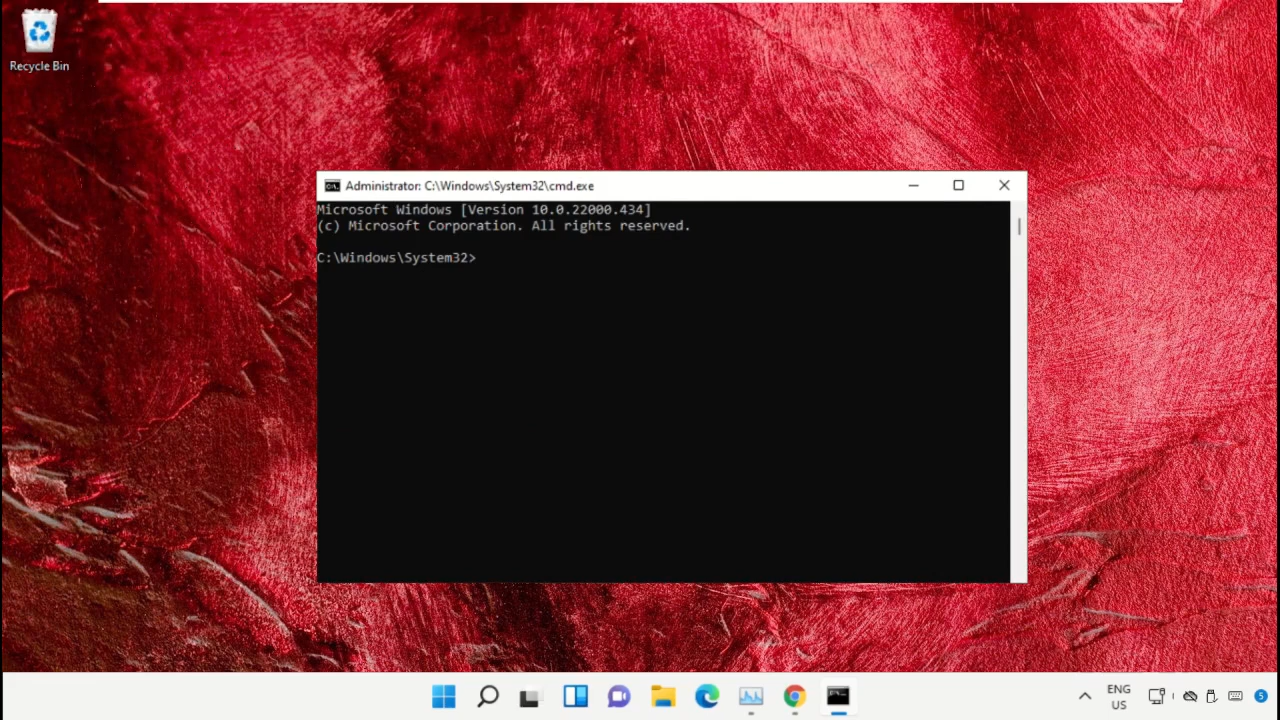 Recycle Bin
Administrator: C:\Windows\System32\cmd.exe
Microsoft Windows [Version 10.0.22000.434]
(c) Microsoft Corporation. All rights reserved.
C:\Windows\System32>
ENG
US
5